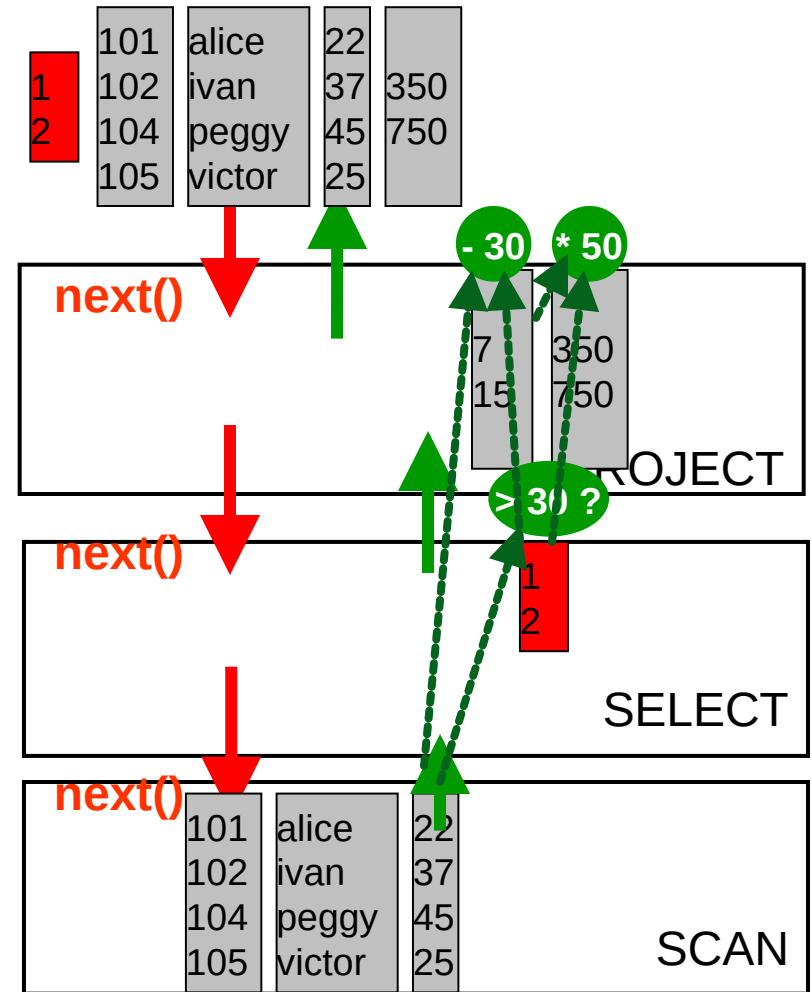 101 alice 22
1 102 ivan 37 350
2 104 peggy 45 750
105 victor 25
- 30 * 50
next()
7 350
15 750
ROJECT
> 30 ?
next()
1
2
SELECT
next()
101 alice 22
102 ivan 37
104 peggy 45
105 victor 25
SCAN